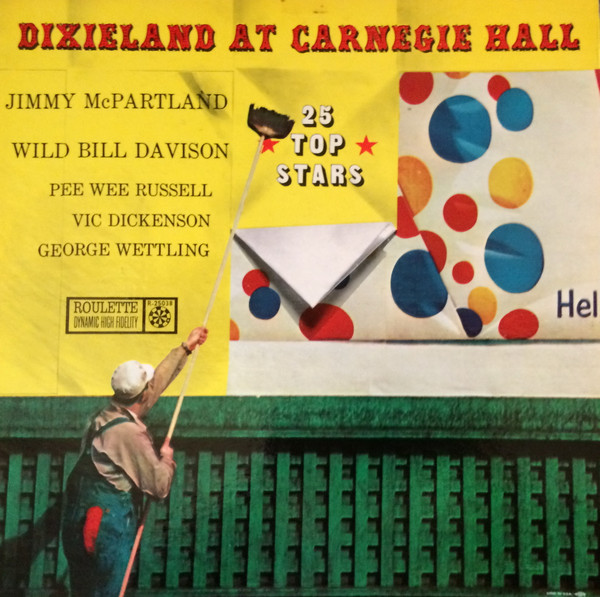 DIXIELAND AT CARNEGIE HALL
JIMMY McPARTLAND
WILD BILL DAVISON
PEE WEE RUSSELL
VIC DICKENSON
GEORGE WETTLING
25
TOP
STARS
ROULETTE
DYNAMIC HIGH FIDELITY
R-25038
Hel